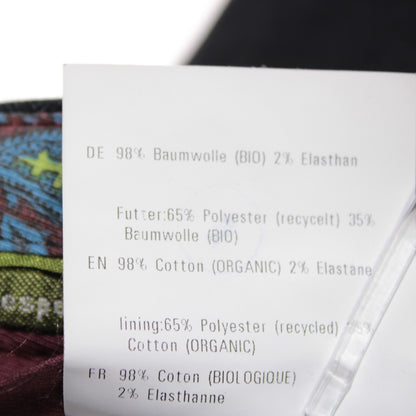 DE 98% Baumwolle (BIO) 2% Elasthan
Futter:65% Polyester (recycelt) 35%
Baumwolle (BIO)
EN 98% Cotton (ORGANIC) 2% Elastane
lining:65% Polyester (recycled) 35%
Cotton (ORGANIC)
FR 98% Coton (BIOLOGIQUE)
2% Elasthanne